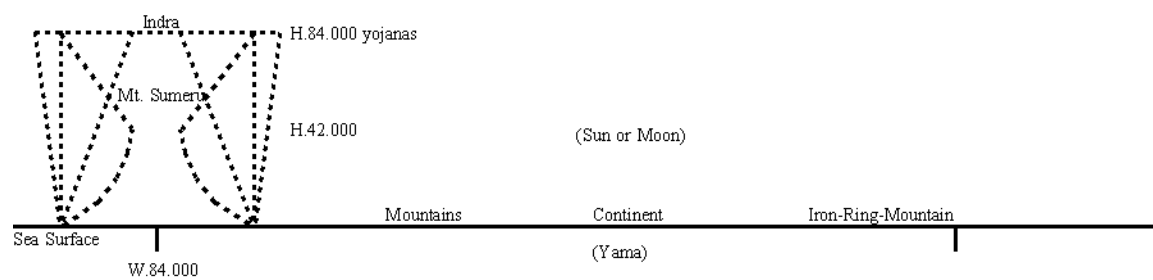 Indra
H.84.000 yojanas
Mt. Sumeru
H.42.000
(Sun or Moon)
Mountains
Continent
Iron-Ring-Mountain
Sea Surface
(Yama)
W.84.000